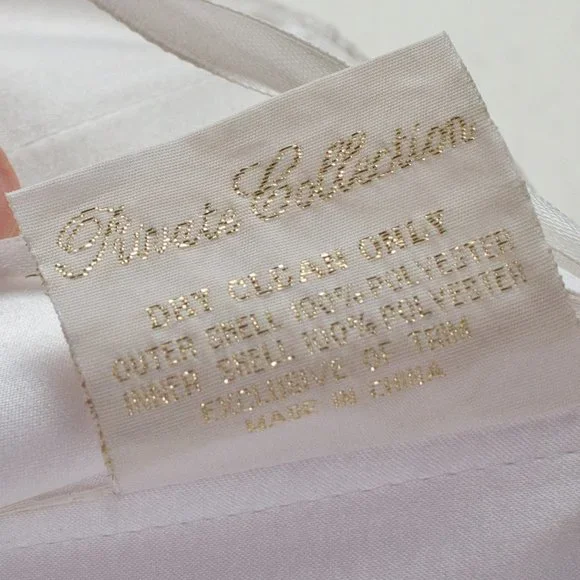 Private Collection
DRY CLEAN ONLY
OUTER SHELL 100% POLYESTER
INNER SHELL 100% POLYESTER
EXCLUSIVE OF TRIM
MADE IN CHINA